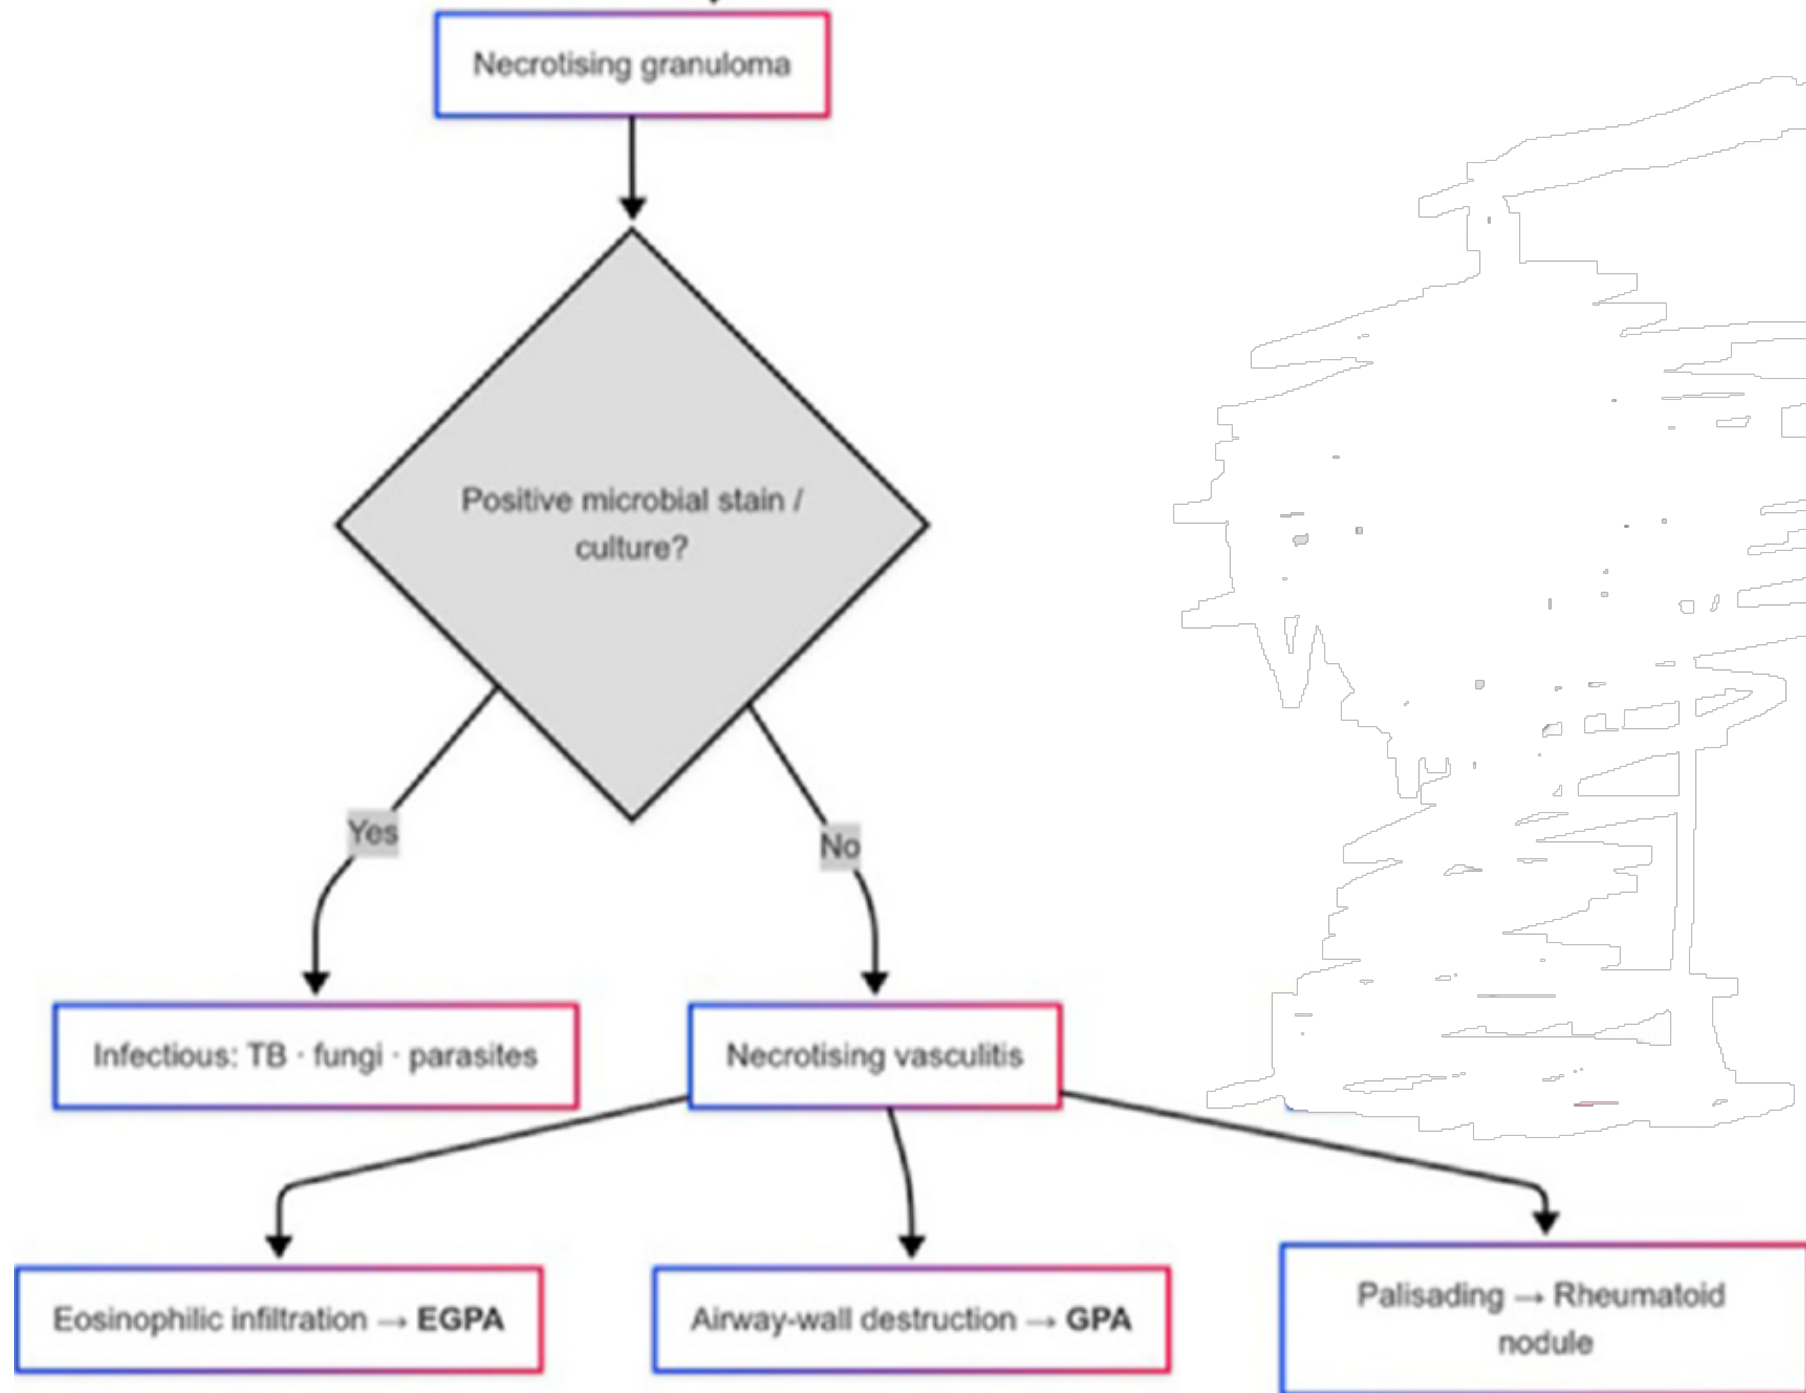 Necrotising granuloma
Positive microbial stain /
culture?
Yes
No
Infectious: TB · fungi · parasites
Necrotising vasculitis
Eosinophilic infiltration → EGPA
Airway-wall destruction → GPA
Palisading → Rheumatoid
nodule